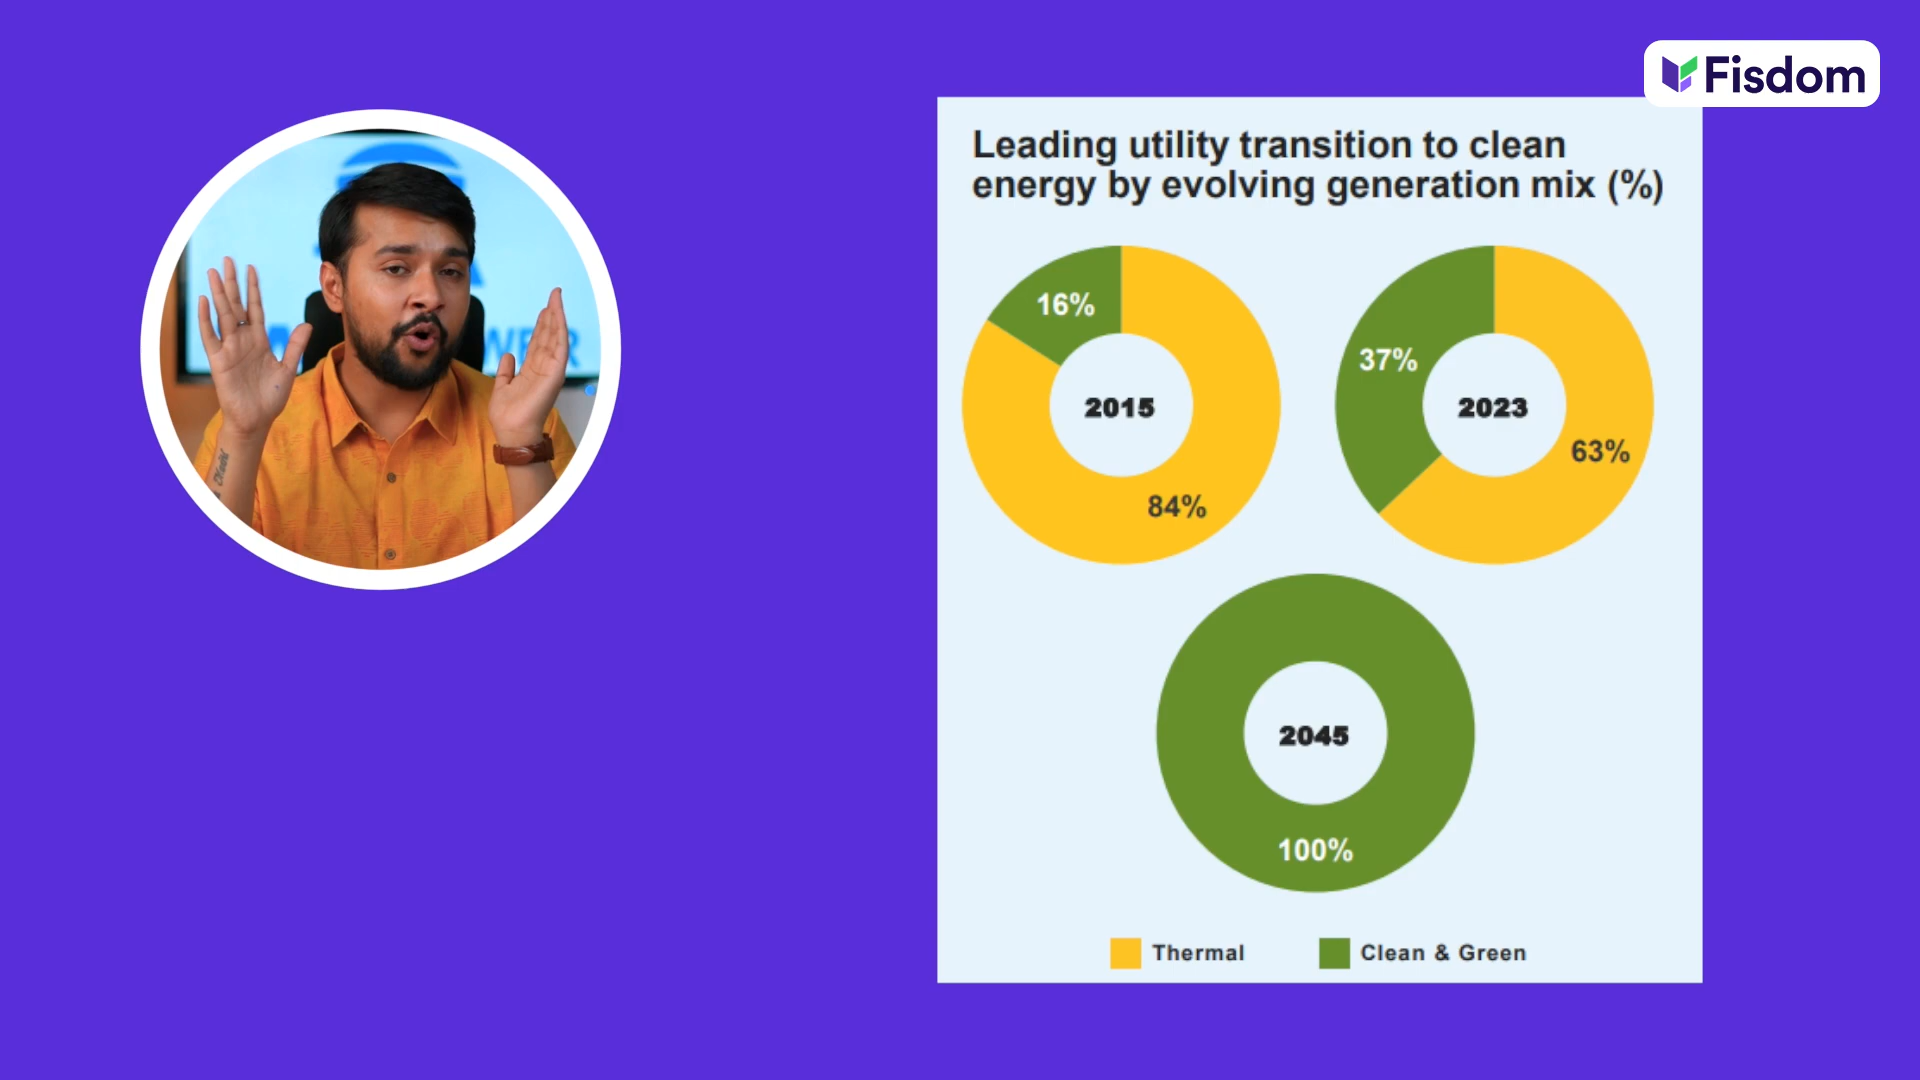 Fisdom
Leading utility transition to clean
energy by evolving generation mix (%)
16%
2015
84%
37%
2023
63%
2045
100%
Thermal
Clean & Green